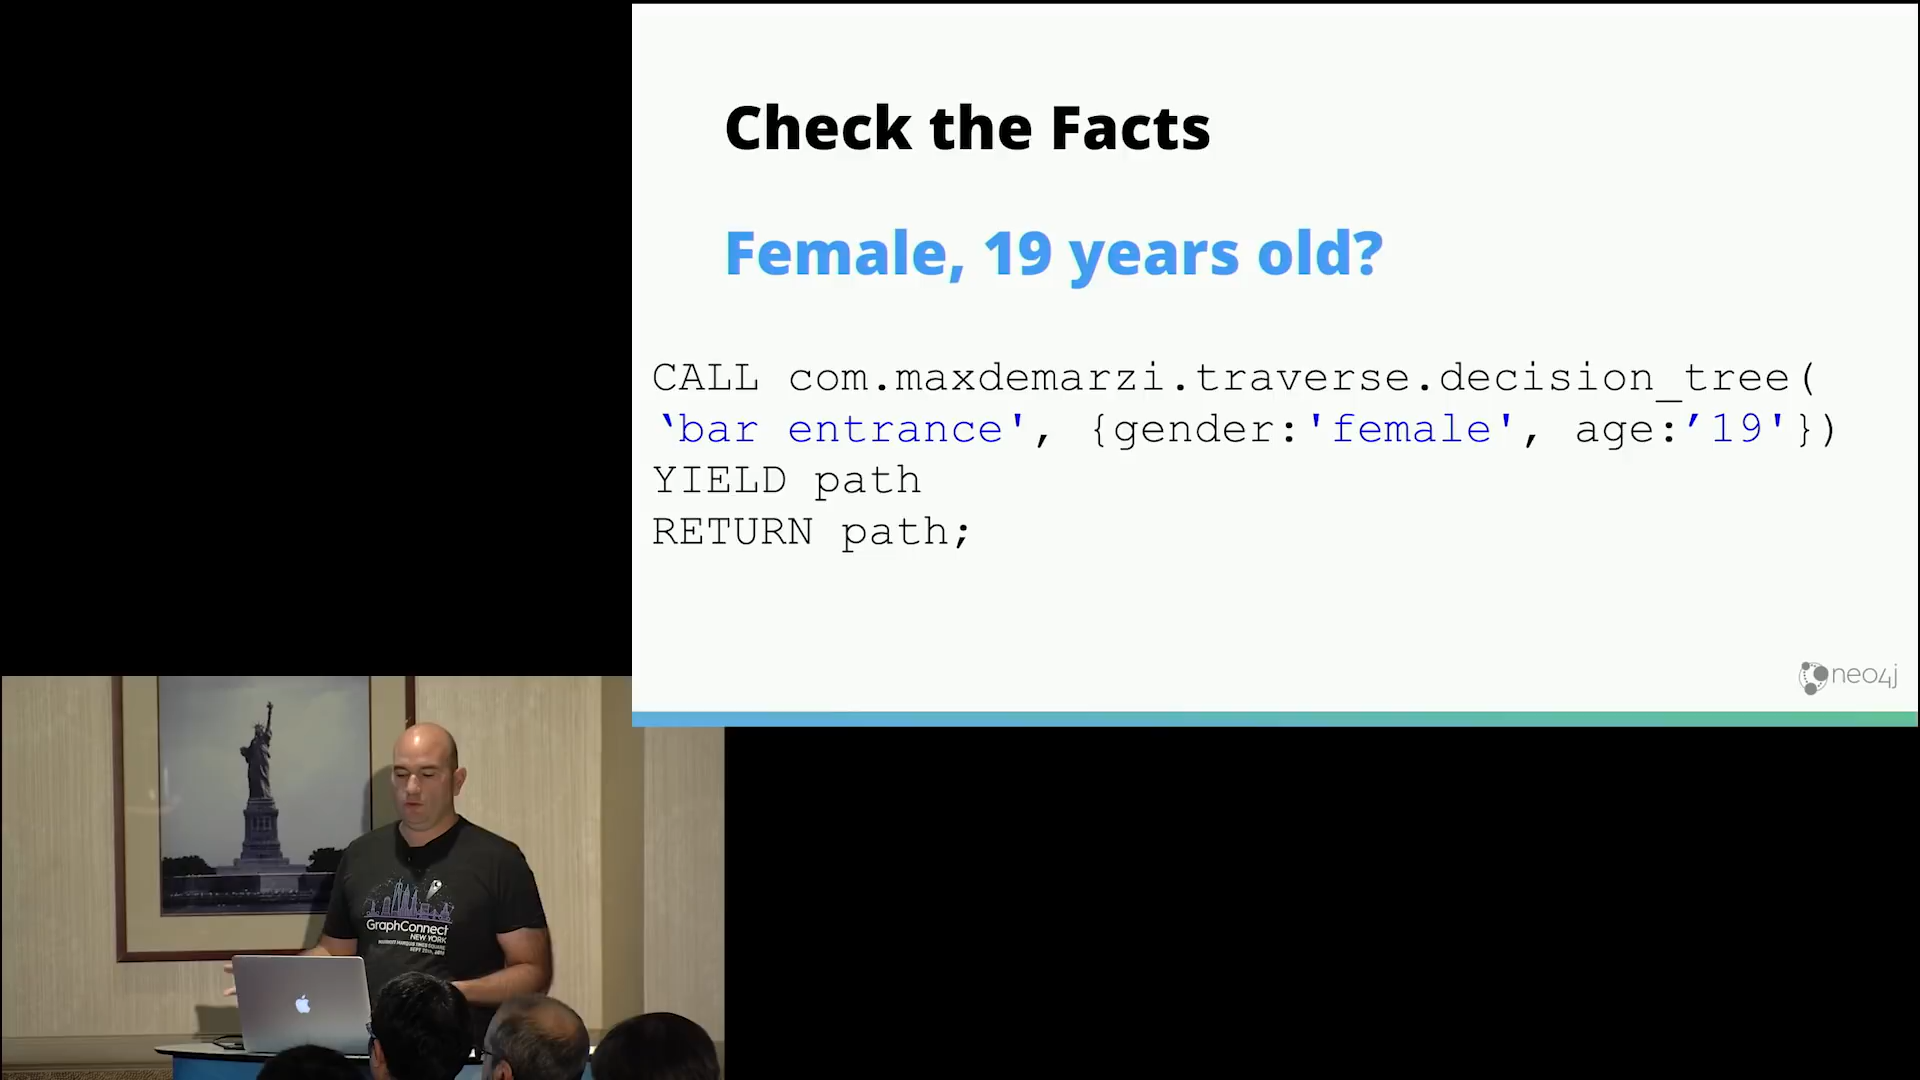 Check the Facts
Female, 19 years old?
CALL com.maxdemarzi.traverse.decision_tree(
‘bar entrance', {gender:'female', age:’19'})
YIELD path
RETURN path;
neo4j
GraphConnect
NEW YORK